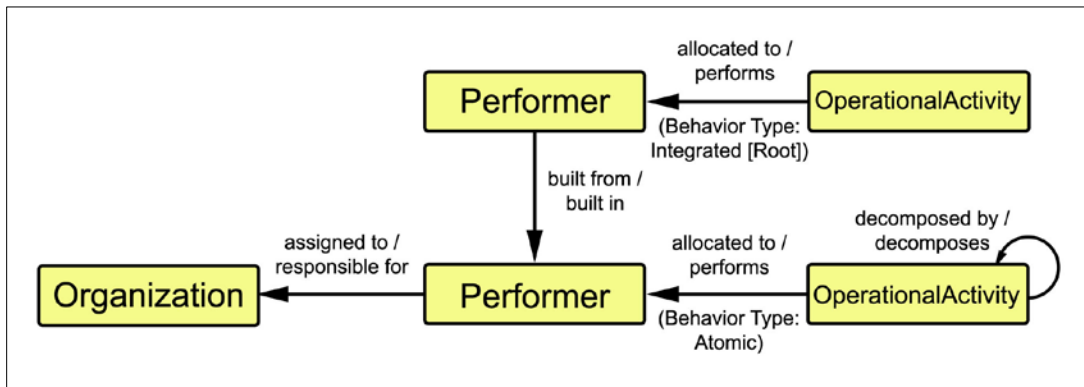 allocated to /
performs
Performer
OperationalActivity
(Behavior Type:
Integrated [Root])
built from /
built in
decomposed by /
decomposes
assigned to /
responsible for
allocated to /
performs
Organization
Performer
OperationalActivity
(Behavior Type:
Atomic)